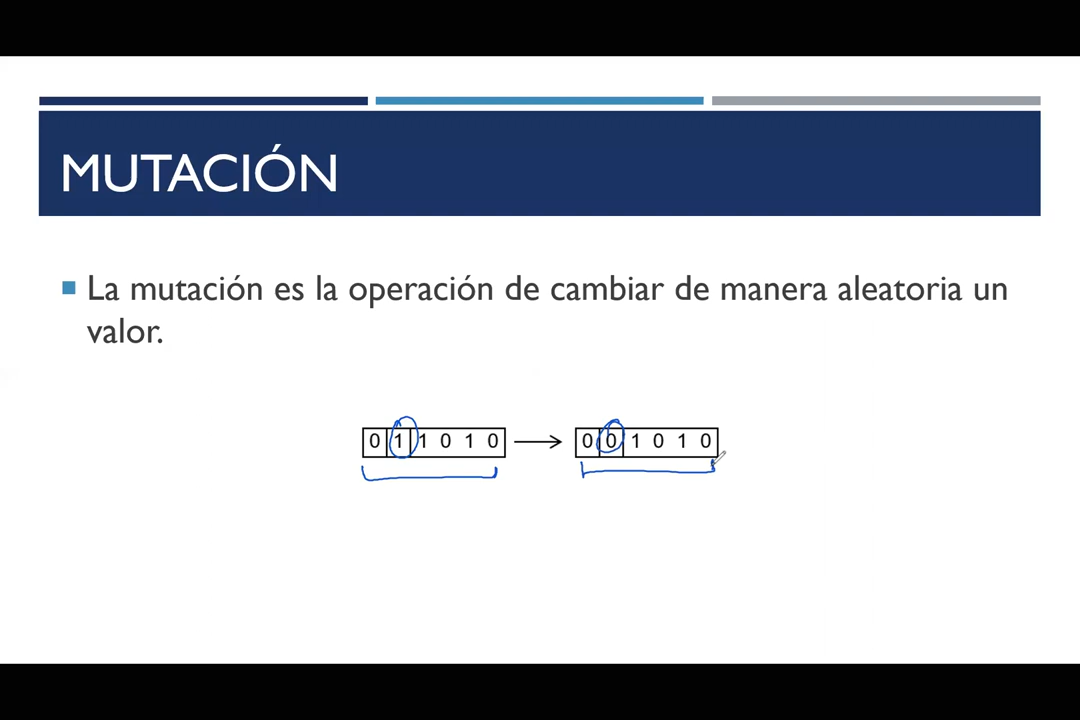 MUTACIÓN
La mutación es la operación de cambiar de manera aleatoria un
valor.
0 1 1 0 1 0 → 0 0 1 0 1 0